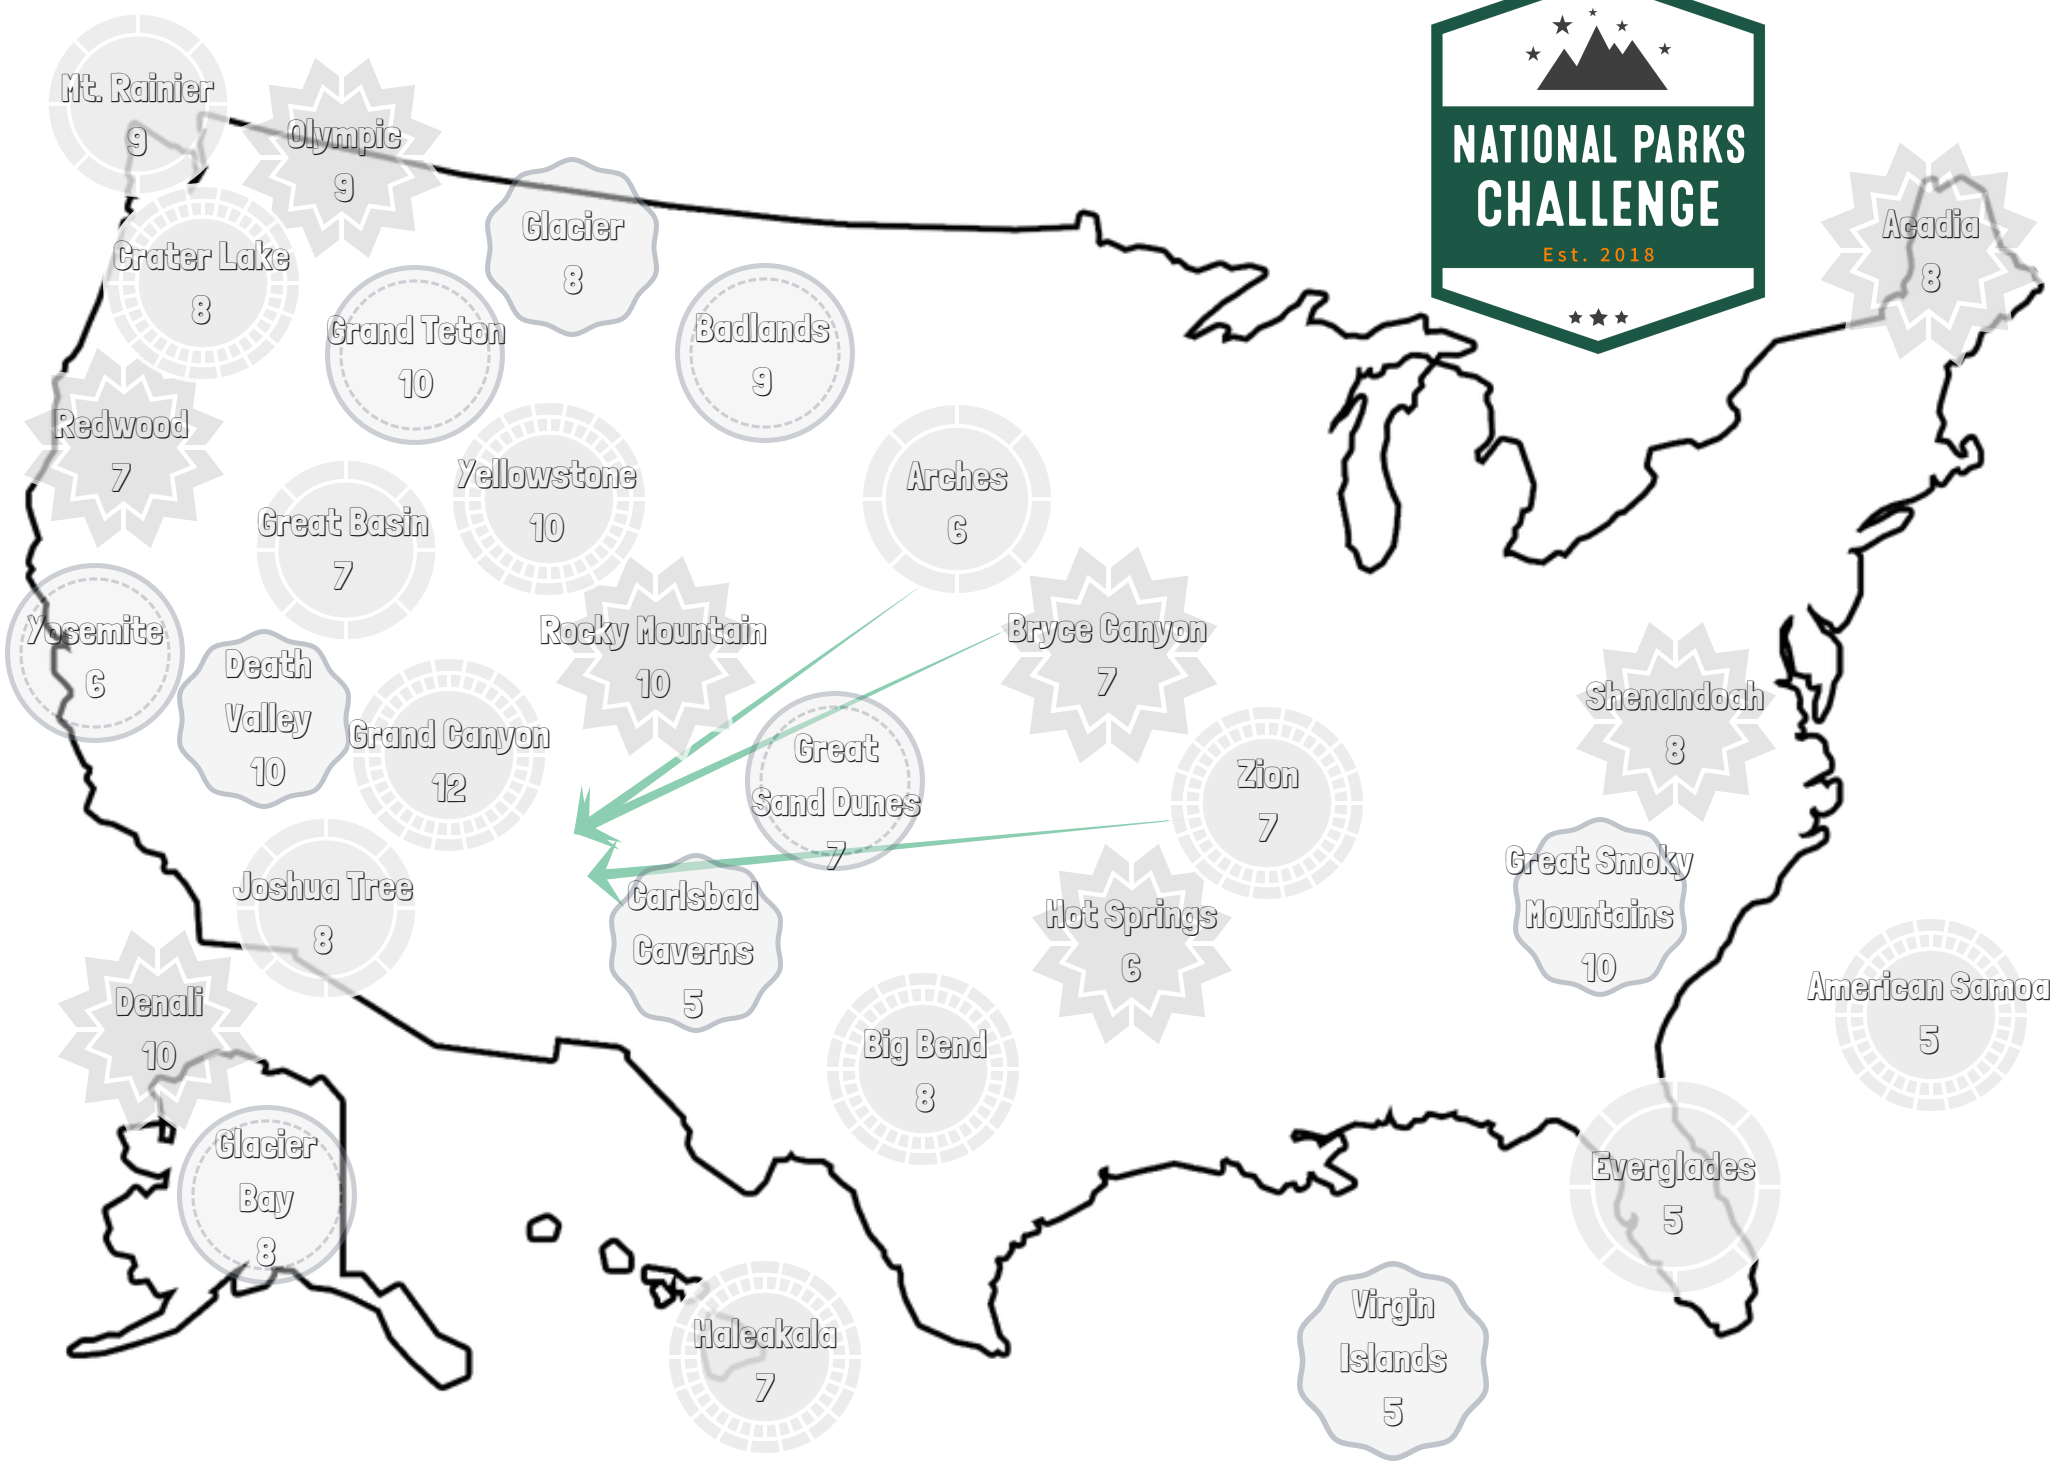 Mt. Rainier
9
Olympic
9
NATIONAL PARKS
CHALLENGE
Est. 2018
Glacier
8
Acadia
8
Crater Lake
8
Grand Teton
10
Badlands
9
Redwood
7
Yellowstone
10
Arches
6
Great Basin
7
Yosemite
6
Rocky Mountain
10
Bryce Canyon
7
Death
Valley
10
Grand Canyon
12
Great
Sand Dunes
7
Zion
7
Shenandoah
8
Joshua Tree
8
Carlsbad
Caverns
5
Hot Springs
6
Great Smoky
Mountains
10
American Samoa
5
Denali
10
Big Bend
8
Glacier
Bay
8
Everglades
5
Haleakala
7
Virgin
Islands
5